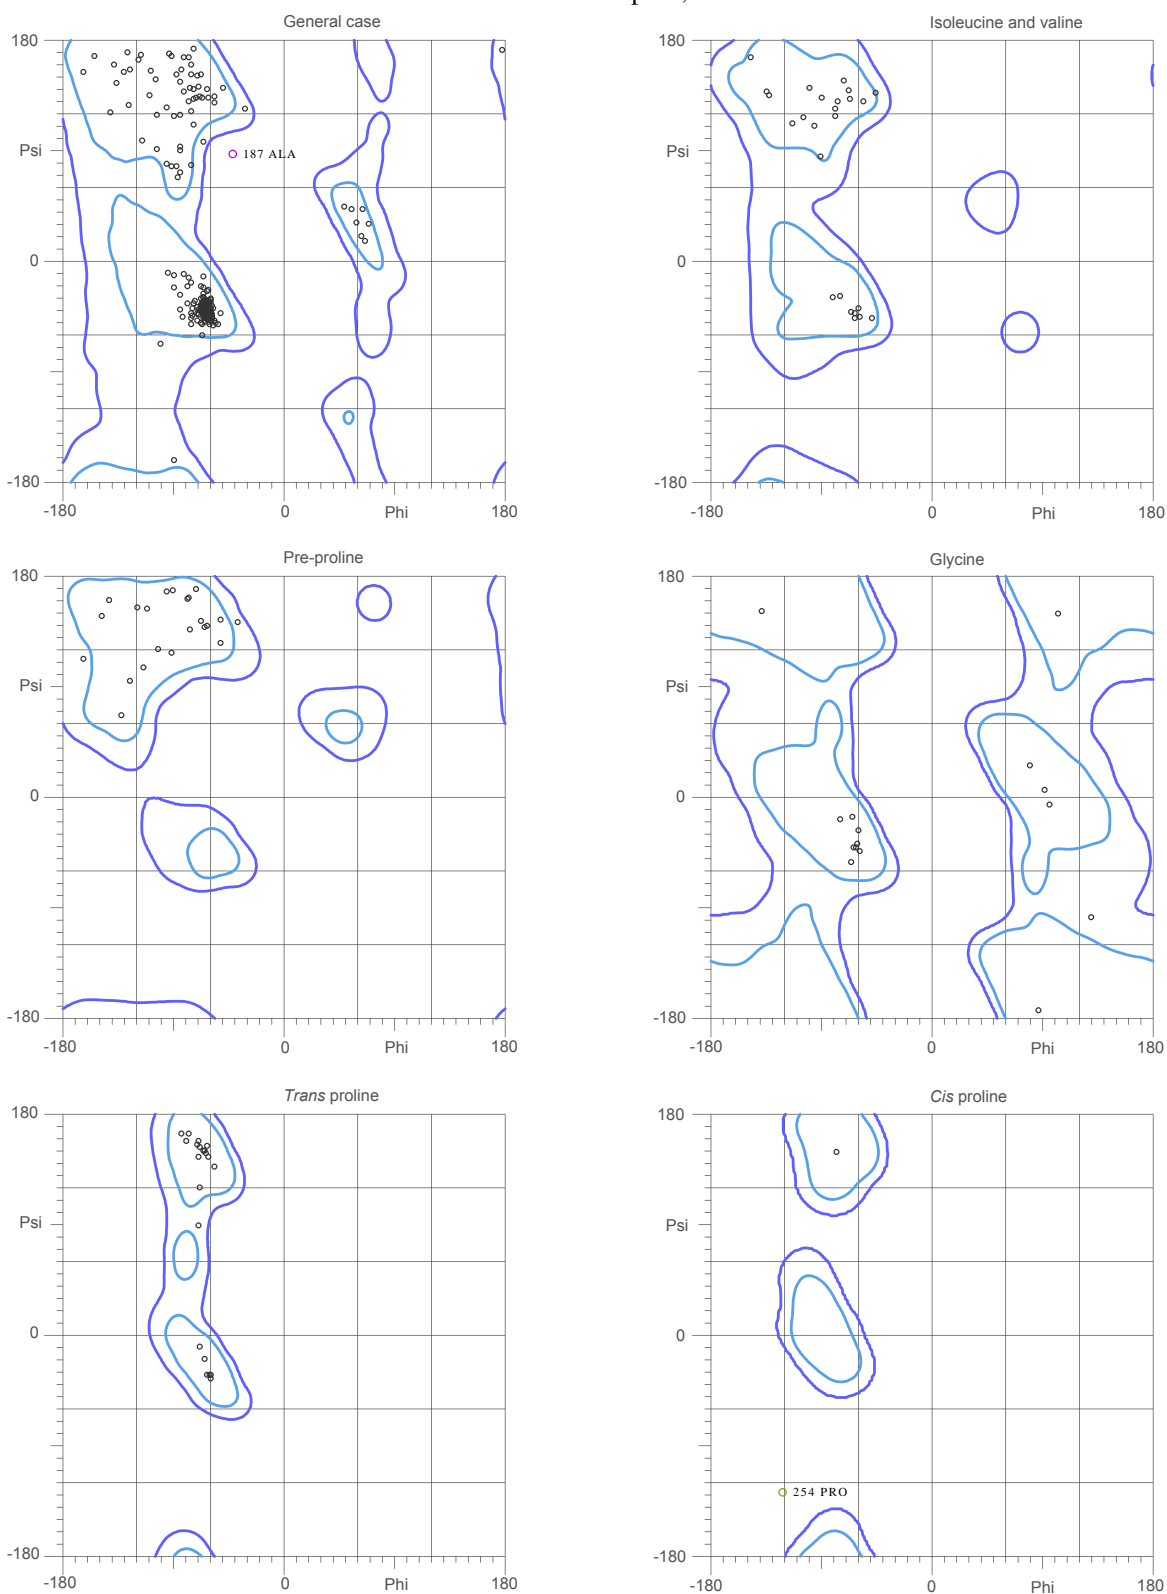 General case
Isoleucine and valine
180
180
187 ALA
Psi
Psi
0
0
-180
-180
-180
0
Phi
180
-180
0
Phi
180
Pre-proline
Glycine
180
180
Psi
Psi
0
0
-180
-180
-180
0
Phi
180
-180
0
Phi
180
Trans proline
Cis proline
180
180
Psi
Psi
0
0
254 PRO
-180
-180
-180
0
Phi
180
-180
0
Phi
180